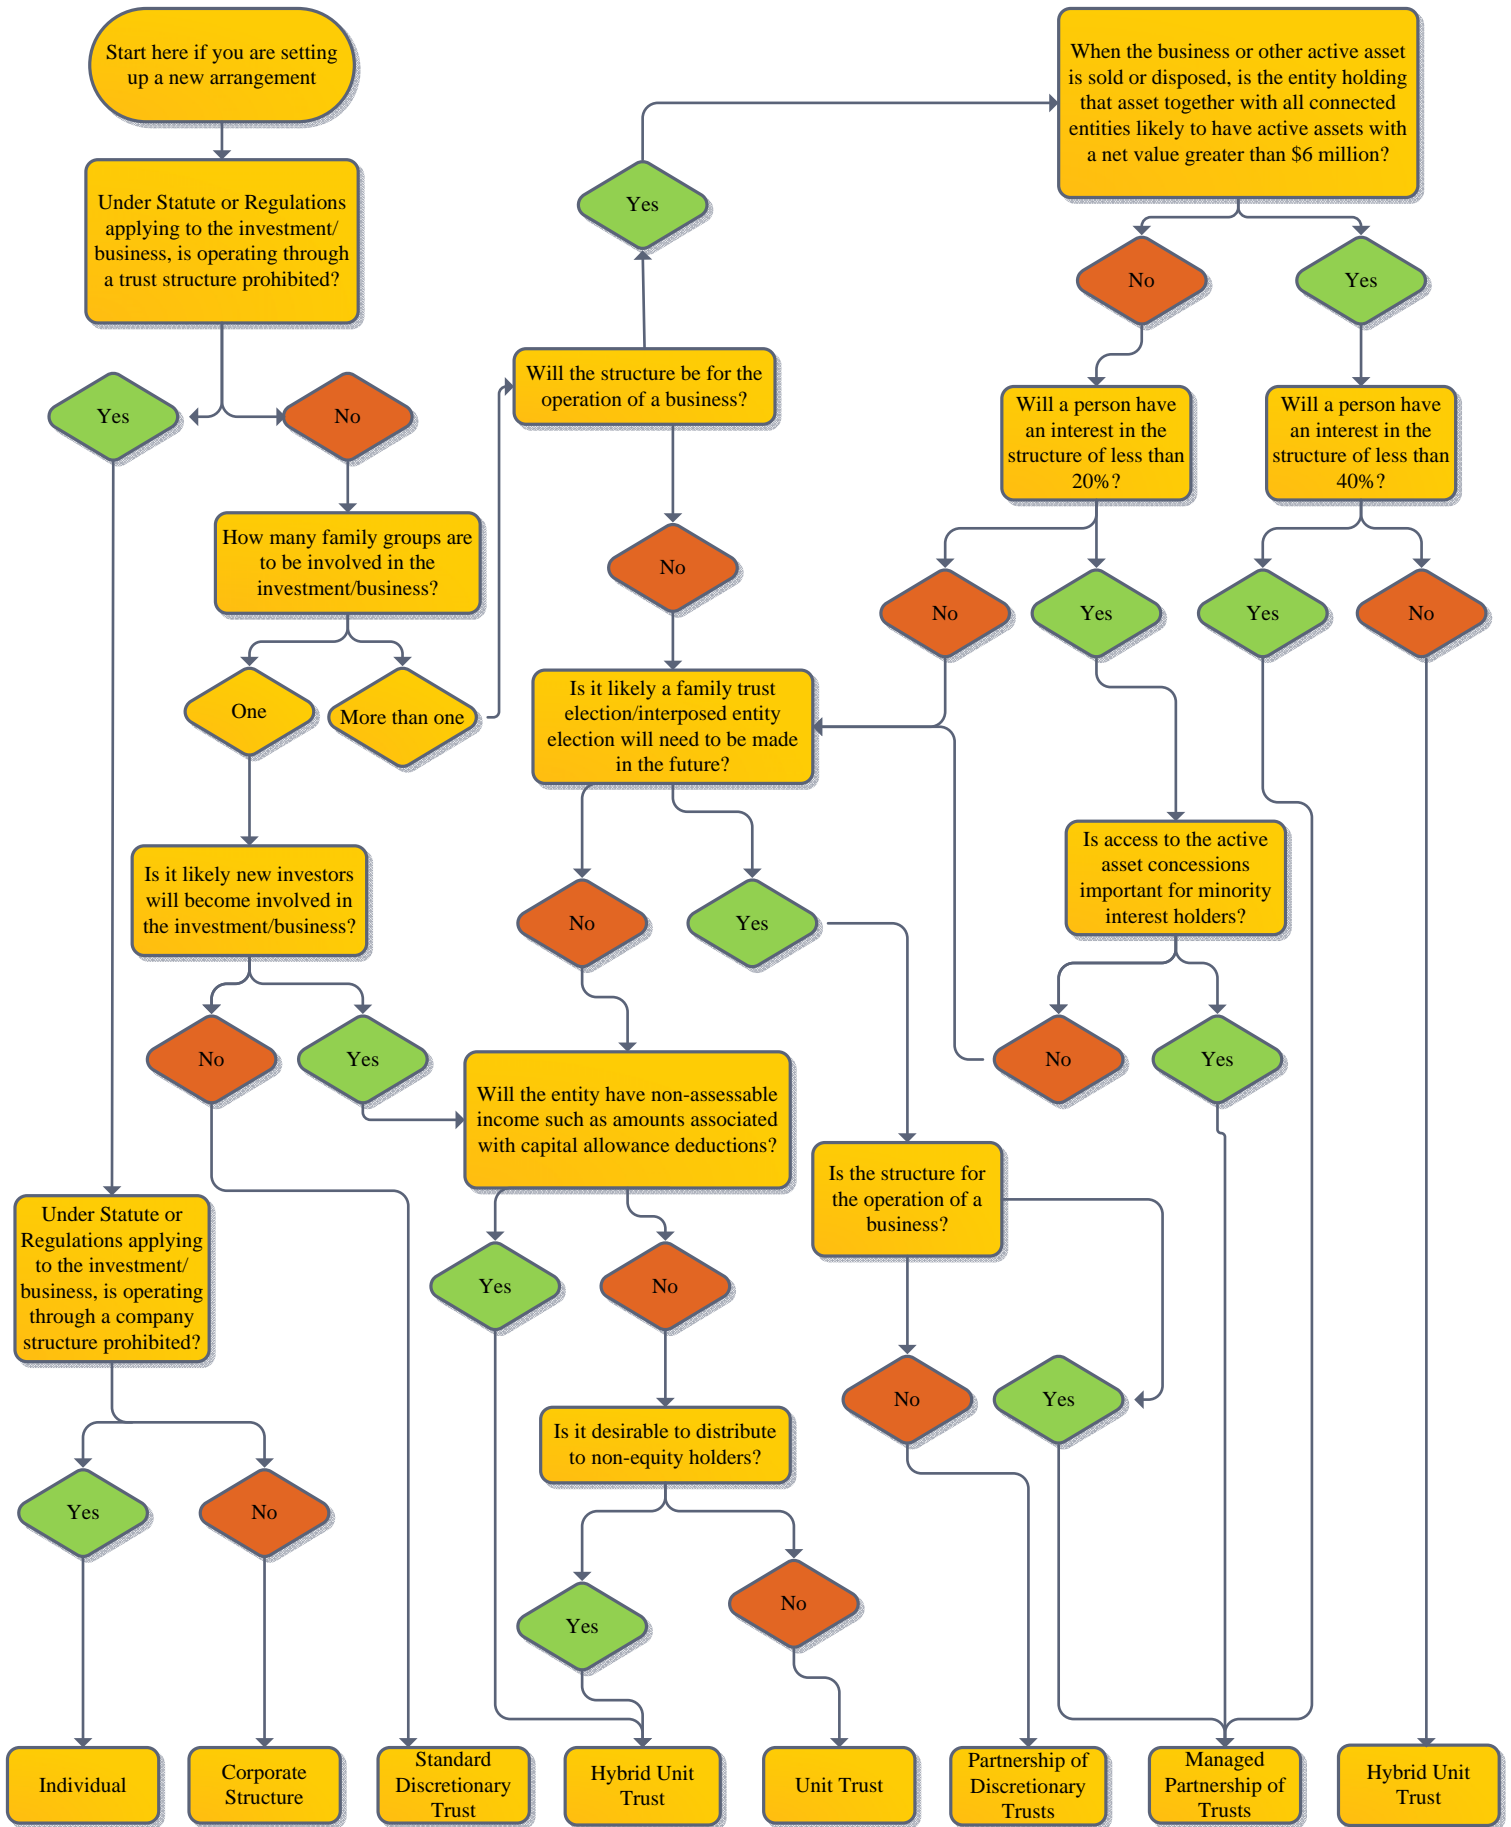 Start here if you are setting
up a new arrangement
When the business or other active asset
is sold or disposed, is the entity holding
that asset together with all connected
entities likely to have active assets with
a net value greater than $6 million?
Under Statute or Regulations
applying to the investment/
business, is operating through
a trust structure prohibited?
Yes
No
Yes
Will the structure be for the
operation of a business?
Yes
No
Will a person have
an interest in the
structure of less than
20%?
Will a person have
an interest in the
structure of less than
40%?
How many family groups are
to be involved in the
investment/business?
No
No
Yes
Yes
No
One
More than one
Is it likely a family trust
election/interposed entity
election will need to be made
in the future?
Is it likely new investors
will become involved in
the investment/business?
No
Yes
Is access to the active
asset concessions
important for minority
interest holders?
No
Yes
No
Yes
Will the entity have non-assessable
income such as amounts associated
with capital allowance deductions?
Is the structure for
the operation of a
business?
Under Statute or
Regulations applying
to the investment/
business, is operating
through a company
structure prohibited?
Yes
No
No
Yes
Is it desirable to distribute
to non-equity holders?
Yes
No
Yes
No
Individual
Corporate
Structure
Standard
Discretionary
Trust
Hybrid Unit
Trust
Unit Trust
Partnership of
Discretionary
Trusts
Managed
Partnership of
Trusts
Hybrid Unit
Trust